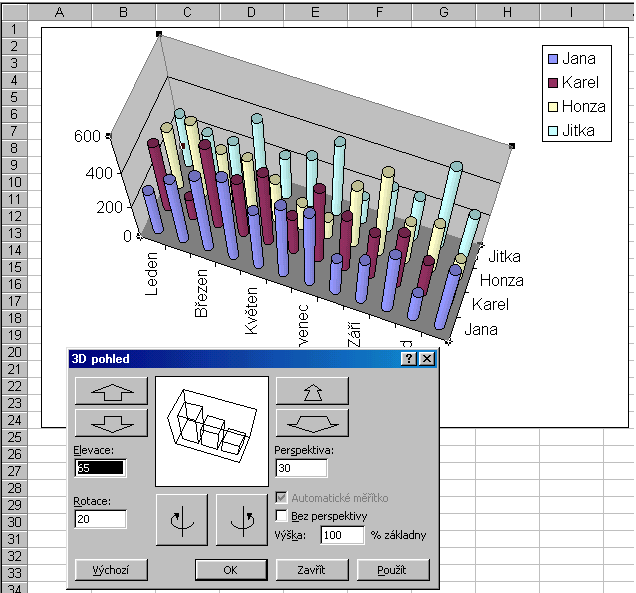 A B C D E F G H I
1
2
3
4
5
6
7
8
9
10
11
12
13
14
15
16
17
18
19
20
21
22
23
24
25
26
27
28
29
30
31
32
33
34
Jana
Karel
Honza
Jitka
600
400
200
0
Leden
Březen
Květen
rvenec
Září
d
Jitka
Honza
Karel
Jana
3D pohled
Elevace:
65
Perspektiva:
30
Rotace:
20
Automatické měřítko
Bez perspektivy
Výška: 100 % základny
Výchozí OK Zavřít Použít